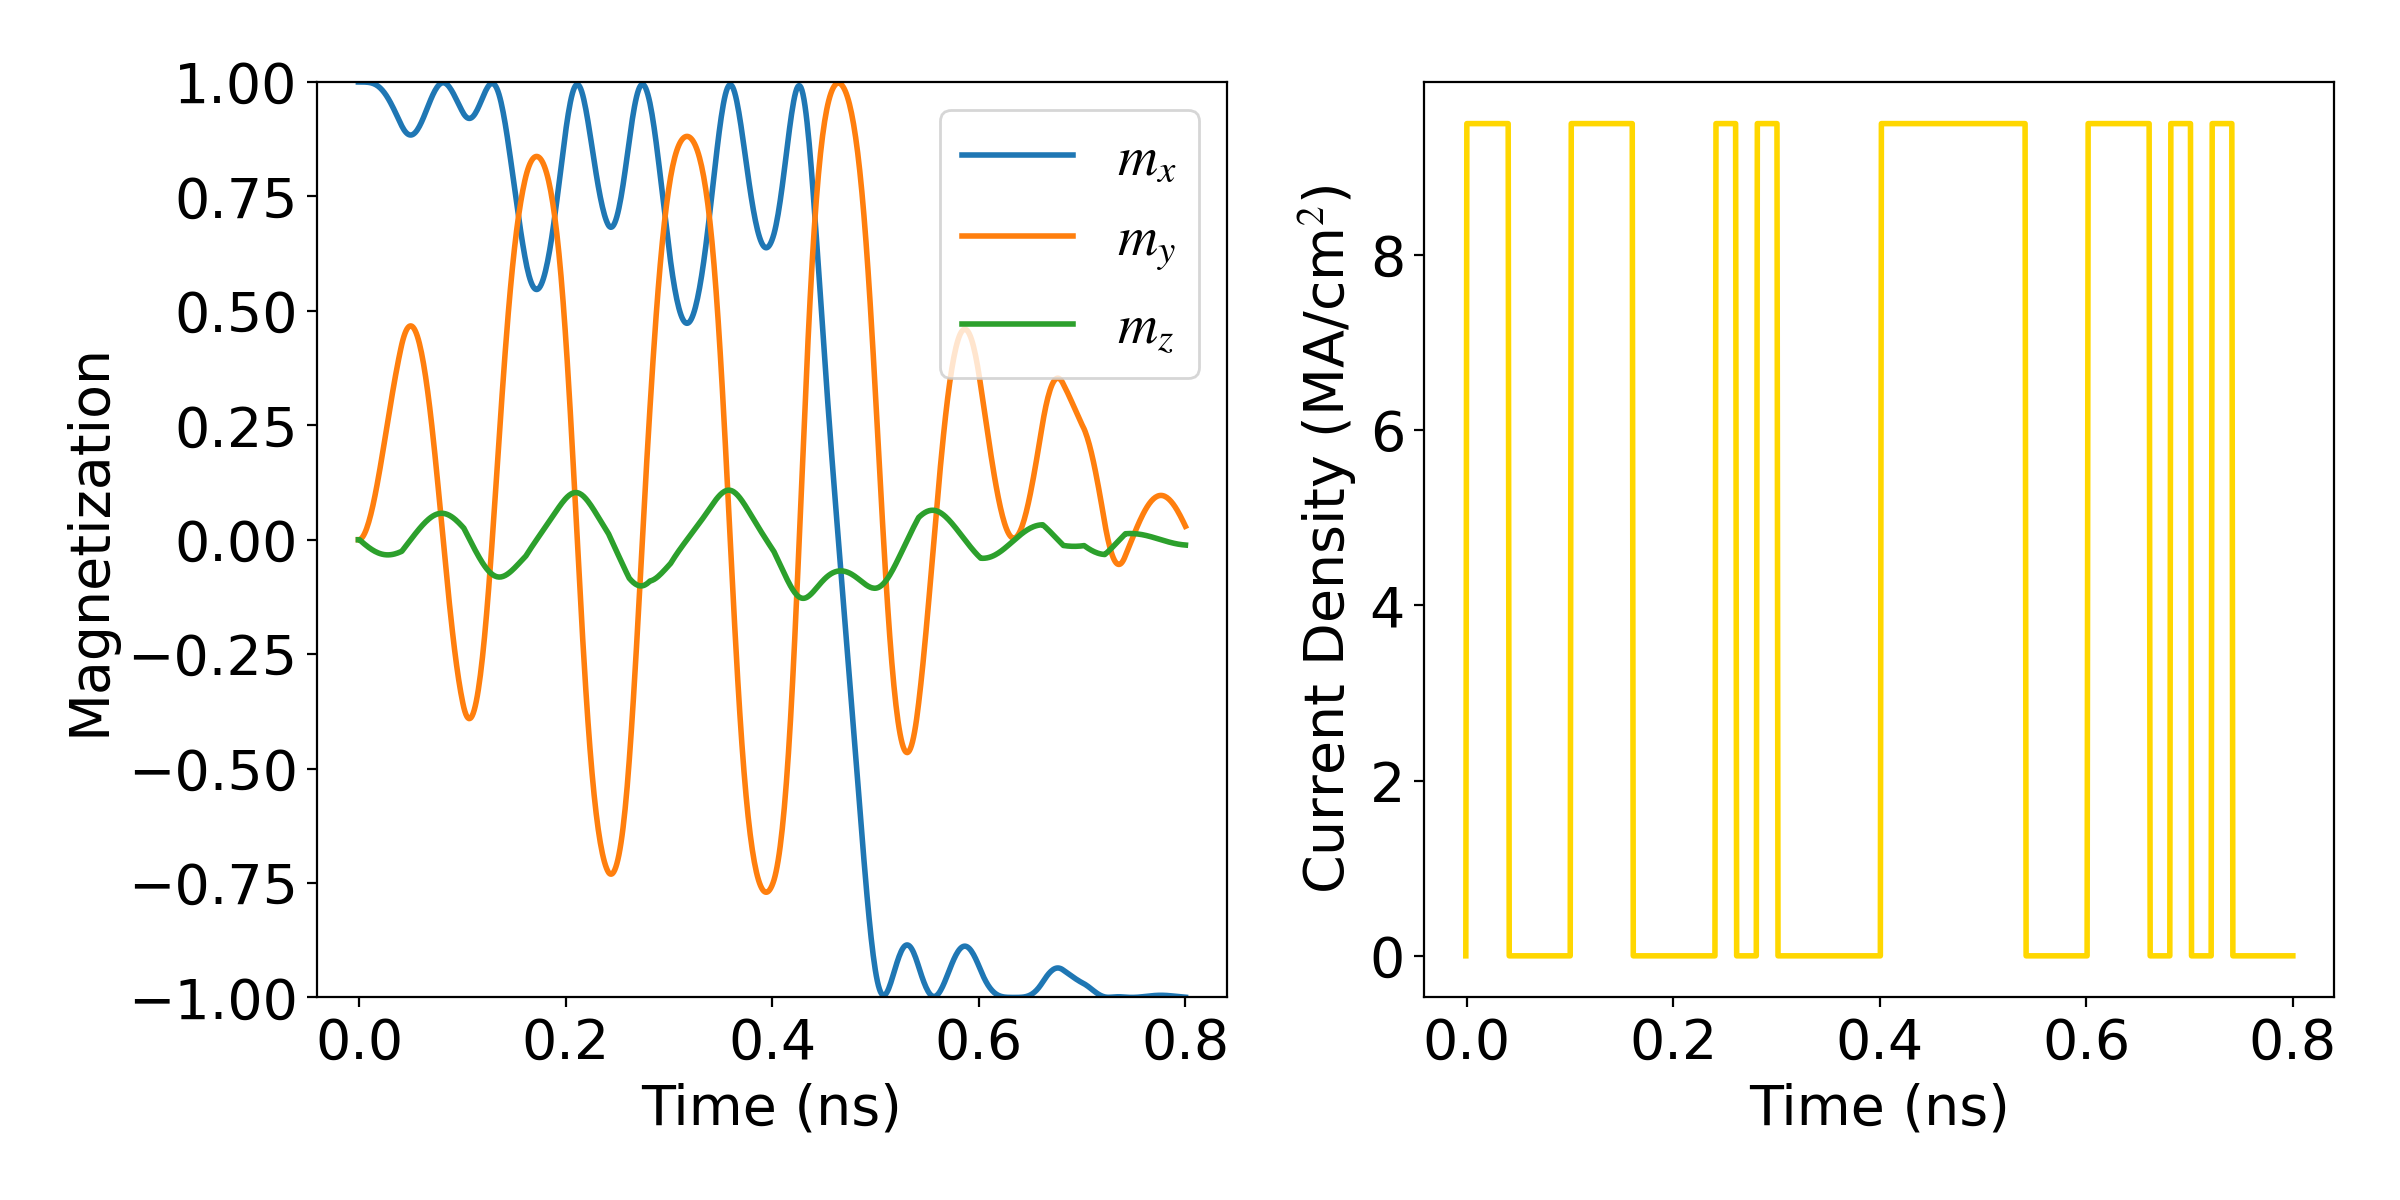 Magnetization
1.00
0.75
0.50
0.25
0.00
−0.25
−0.50
−0.75
−1.00
0.0 0.2 0.4 0.6 0.8
Time (ns)
m_x
m_y
m_z
Current Density (MA/cm²)
8
6
4
2
0
0.0 0.2 0.4 0.6 0.8
Time (ns)